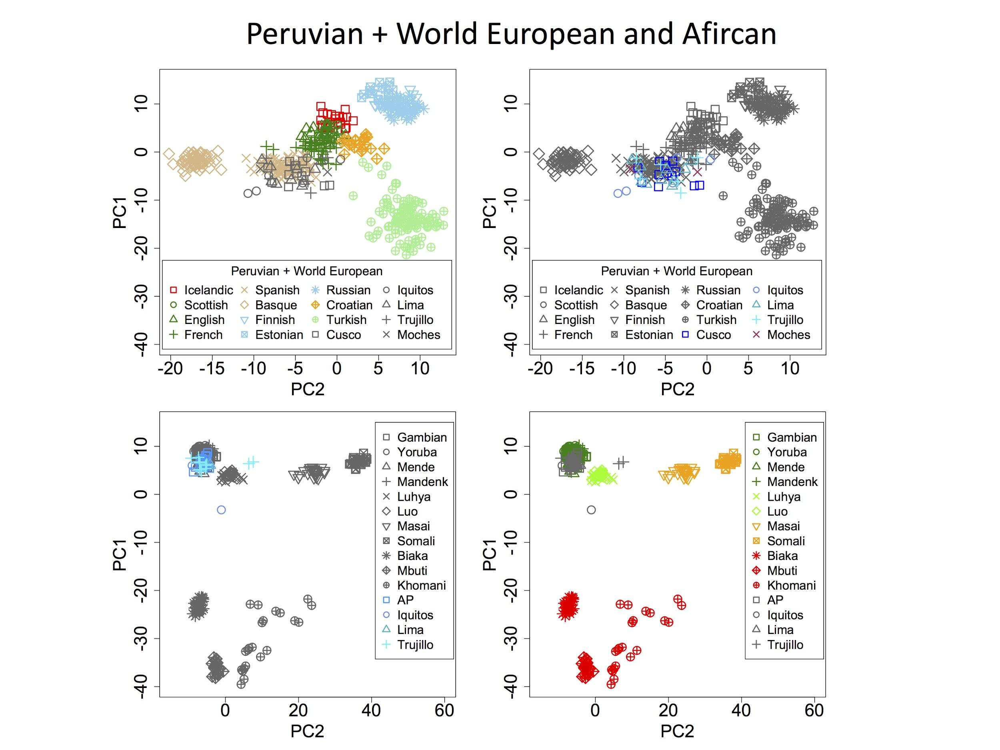 Peruvian + World European and Afircan
10
0
-10
-20
-30
-40
PC1
Peruvian + World European
Icelandic Spanish Russian Iquitos
Scottish Basque Croatian Lima
English Finnish Turkish Trujillo
French Estonian Cusco Moches
-20 -15 -10 -5 0 5 10
PC2
10
0
-10
-20
-30
-40
PC1
Peruvian + World European
Icelandic Spanish Russian Iquitos
Scottish Basque Croatian Lima
English Finnish Turkish Trujillo
French Estonian Cusco Moches
-20 -15 -10 -5 0 5 10
PC2
10
0
-10
-20
-30
-40
PC1
Gambian
Yoruba
Mende
Mandenk
Luhya
Luo
Masai
Somali
Biaka
Mbuti
Khomani
AP
Iquitos
Lima
Trujillo
0 20 40 60
PC2
10
0
-10
-20
-30
-40
PC1
Gambian
Yoruba
Mende
Mandenk
Luhya
Luo
Masai
Somali
Biaka
Mbuti
Khomani
AP
Iquitos
Lima
Trujillo
0 20 40 60
PC2